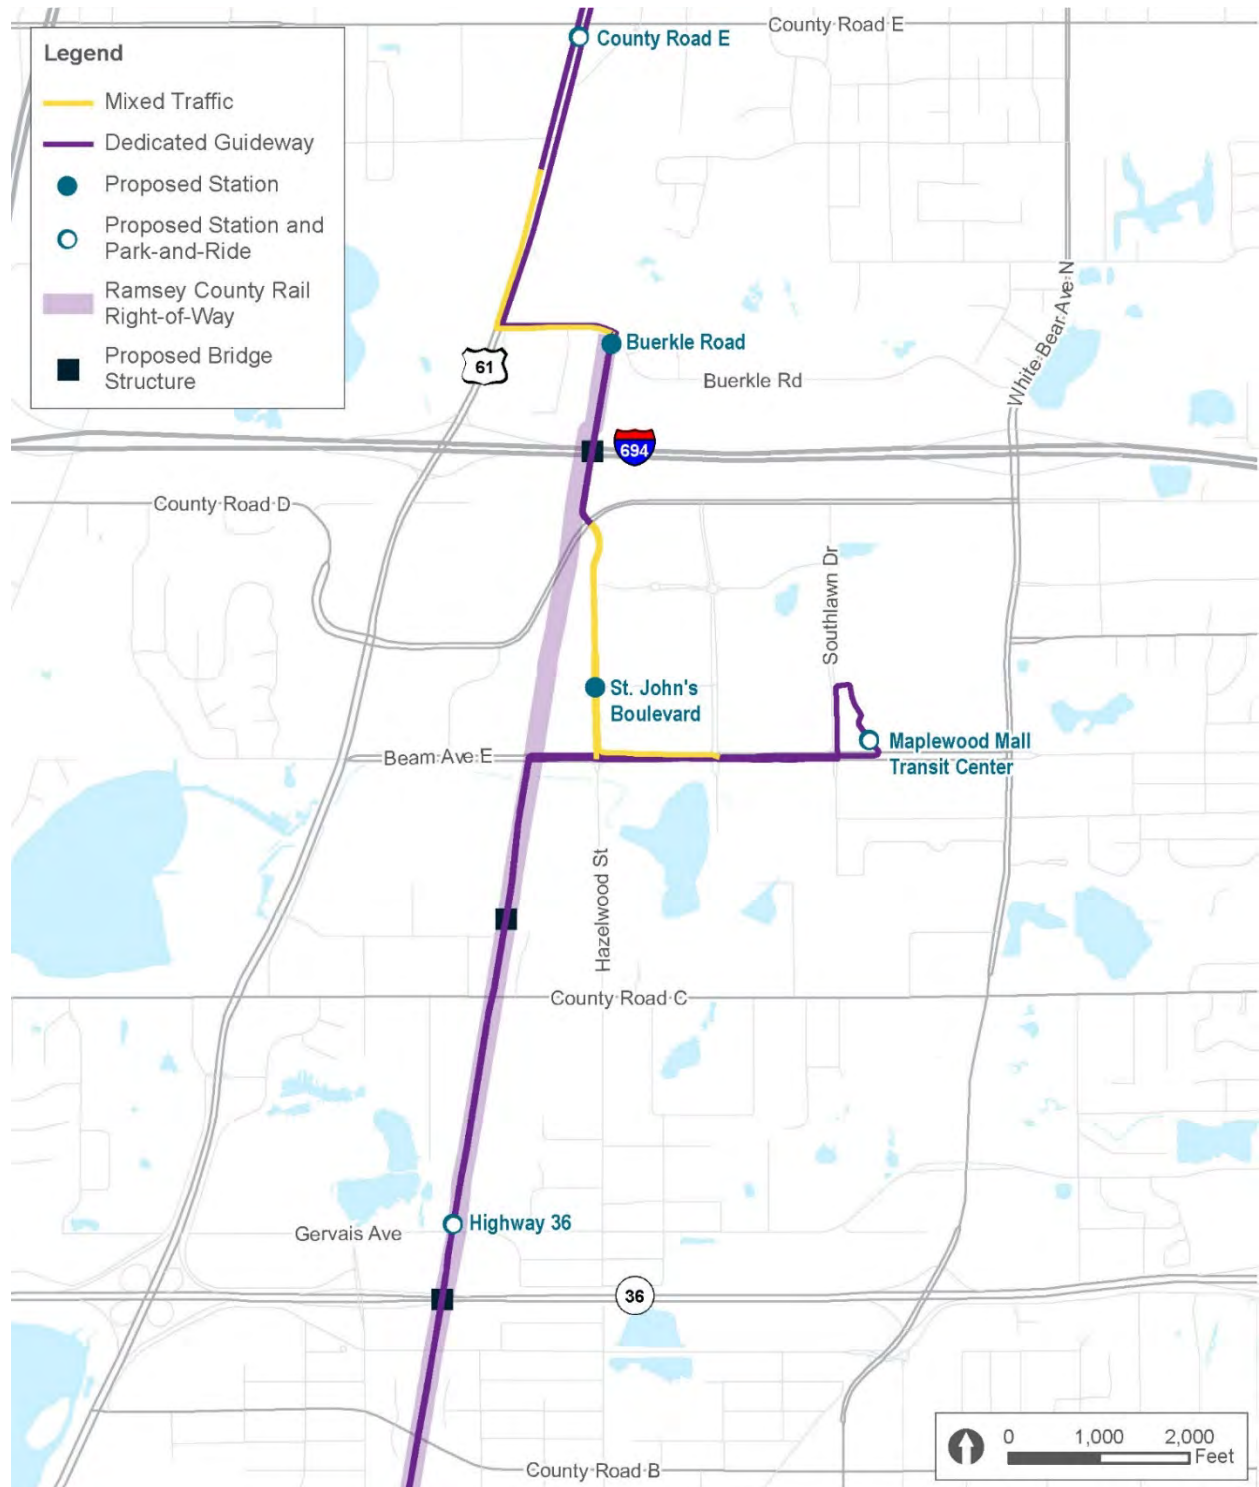 County Road E
County Road E
Legend
Mixed Traffic
Dedicated Guideway
Proposed Station
Proposed Station and
Park-and-Ride
Ramsey County Rail
Right-of-Way
Proposed Bridge
Structure
White Bear Ave N
Buerkle Road
61
Buerkle Rd
694
County Road D
Southlawn Dr
St. John's
Boulevard
Maplewood Mall
Transit Center
Beam Ave E
Hazelwood St
County Road C
Highway 36
Gervais Ave
36
0 1,000 2,000
Feet
County Road B